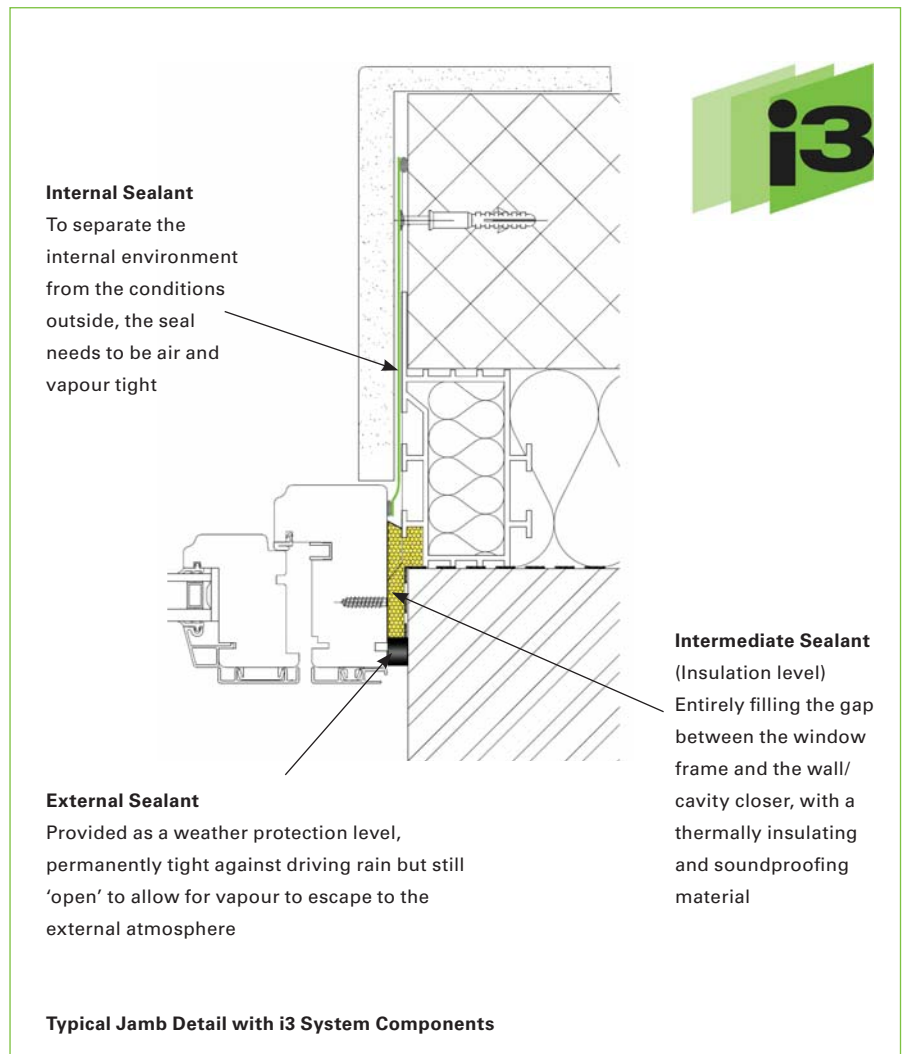 i3
Internal Sealant
To separate the
internal environment
from the conditions
outside, the seal
needs to be air and
vapour tight
Intermediate Sealant
(Insulation level)
Entirely filling the gap
between the window
frame and the wall/
cavity closer, with a
thermally insulating
and soundproofing
material
External Sealant
Provided as a weather protection level,
permanently tight against driving rain but still
‘open’ to allow for vapour to escape to the
external atmosphere
Typical Jamb Detail with i3 System Components